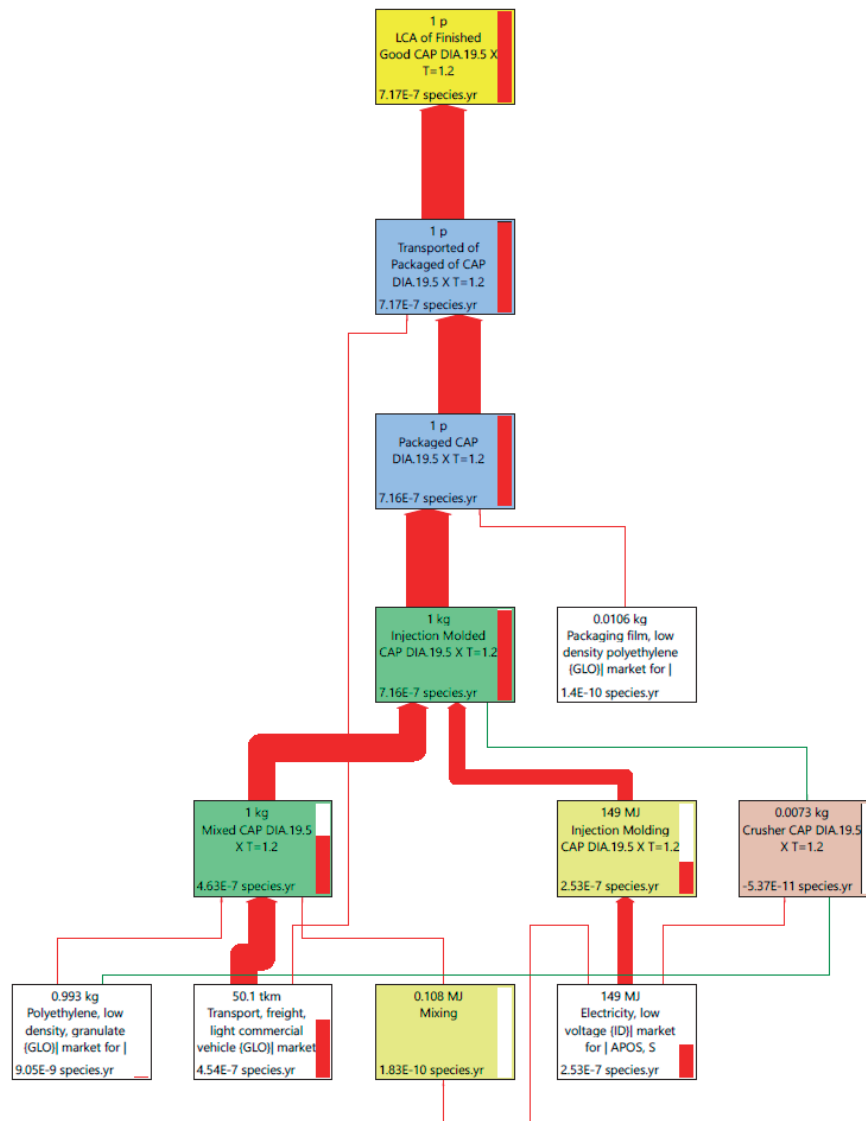 1 p
LCA of Finished
Good CAP DIA.19.5 X
T=1.2
7.17E-7 species.yr
1 p
Transported of
Packaged of CAP
DIA.19.5 X T=1.2
7.17E-7 species.yr
1 p
Packaged CAP
DIA.19.5 X T=1.2
7.16E-7 species.yr
1 kg
Injection Molded
CAP DIA.19.5 X T=1.2
7.16E-7 species.yr
0.0106 kg
Packaging film, low
density polyethylene
{GLO}| market for |
1.4E-10 species.yr
1 kg
Mixed CAP DIA.19.5
X T=1.2
4.63E-7 species.yr
149 MJ
Injection Molding
CAP DIA.19.5 X T=1.2
2.53E-7 species.yr
0.0073 kg
Crusher CAP DIA.19.5
X T=1.2
-5.37E-11 species.yr
0.993 kg
Polyethylene, low
density, granulate
{GLO}| market for |
9.05E-9 species.yr
50.1 tkm
Transport, freight,
light commercial
vehicle {GLO}| market
4.54E-7 species.yr
0.108 MJ
Mixing
1.83E-10 species.yr
149 MJ
Electricity, low
voltage {ID}| market
for | APOS, S
2.53E-7 species.yr